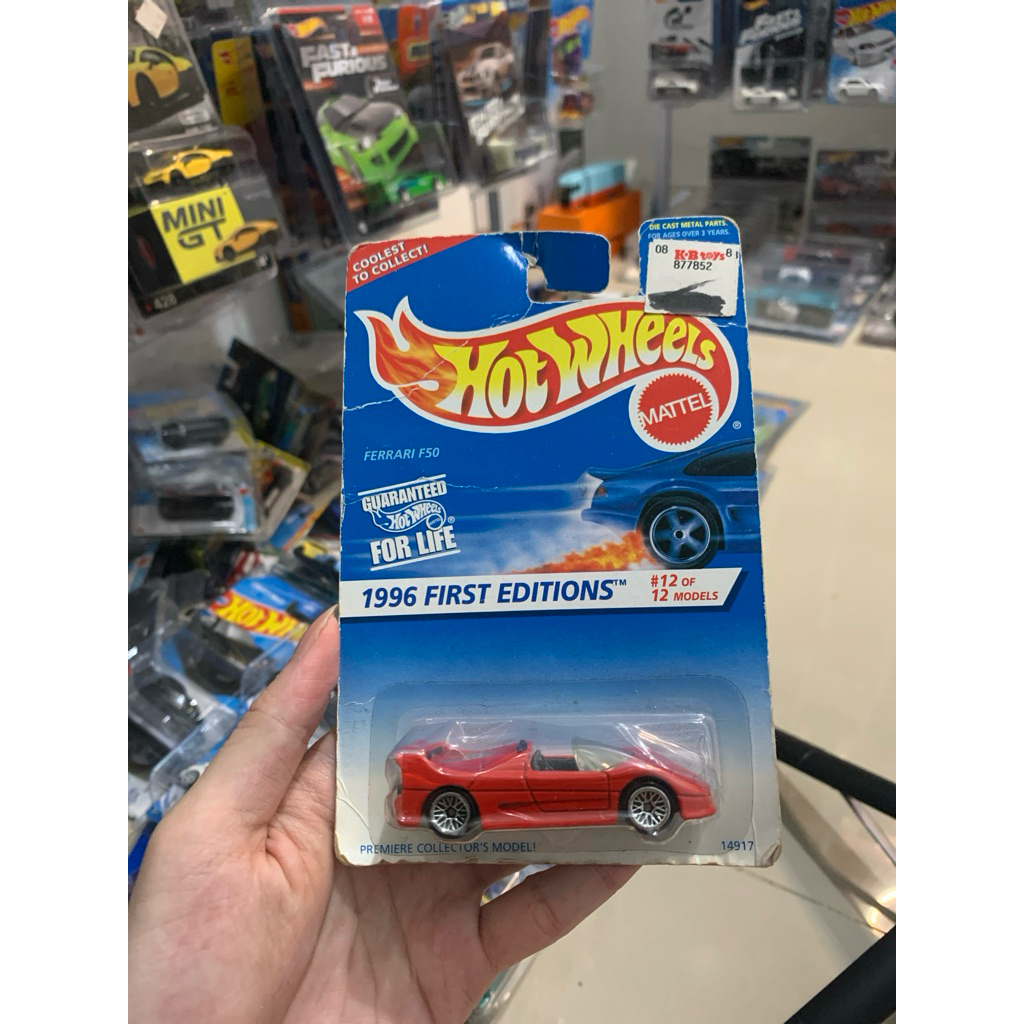 FAST &
FURIOUS
MINI
GT
428
COOLEST
TO COLLECT!
DIE CAST METAL PARTS.
FOR AGES OVER 3 YEARS.
08 K·B toys 8
877852
HOT WHEELS
MATTEL
®
FERRARI F50
GUARANTEED
HOT WHEELS ®
FOR LIFE
1996 FIRST EDITIONS™
#12 OF
12 MODELS
PREMIERE COLLECTOR'S MODEL!
14917